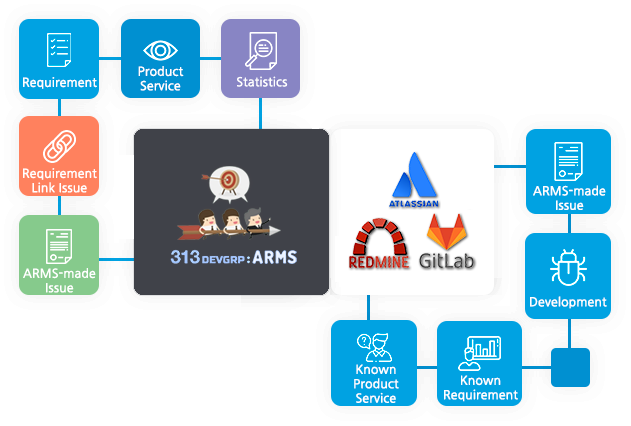 Requirement
Product
Service
Statistics
Requirement
Link Issue
ARMS-made
Issue
313 DEVGRP : ARMS
ATLASSIAN
REDMINE
GitLab
ARMS-made
Issue
Development
Known
Product
Service
Known
Requirement